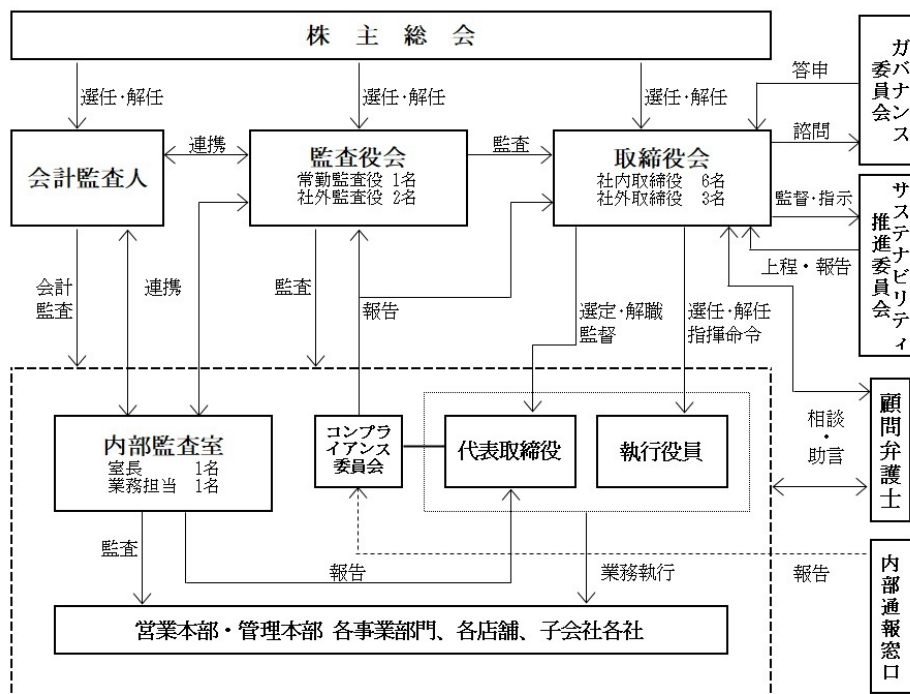 株主総会
選任・解任
選任・解任
選任・解任
答申
諮問
ガバナンス
委員会
会計監査人
連携
監査役会
常勤監査役 1名
社外監査役 2名
監査
取締役会
社内取締役 6名
社外取締役 3名
監督・指示
上程・報告
サステナビリティ
推進委員会
会計
監査
連携
監査
報告
選定・解職
監督
選任・解任
指揮命令
相談
・
助言
顧問弁護士
内部監査室
室長 1名
業務担当 1名
コンプラ
イアンス
委員会
代表取締役
執行役員
監査
報告
業務執行
報告
内部通報窓口
営業本部・管理本部 各事業部門、各店舗、子会社各社